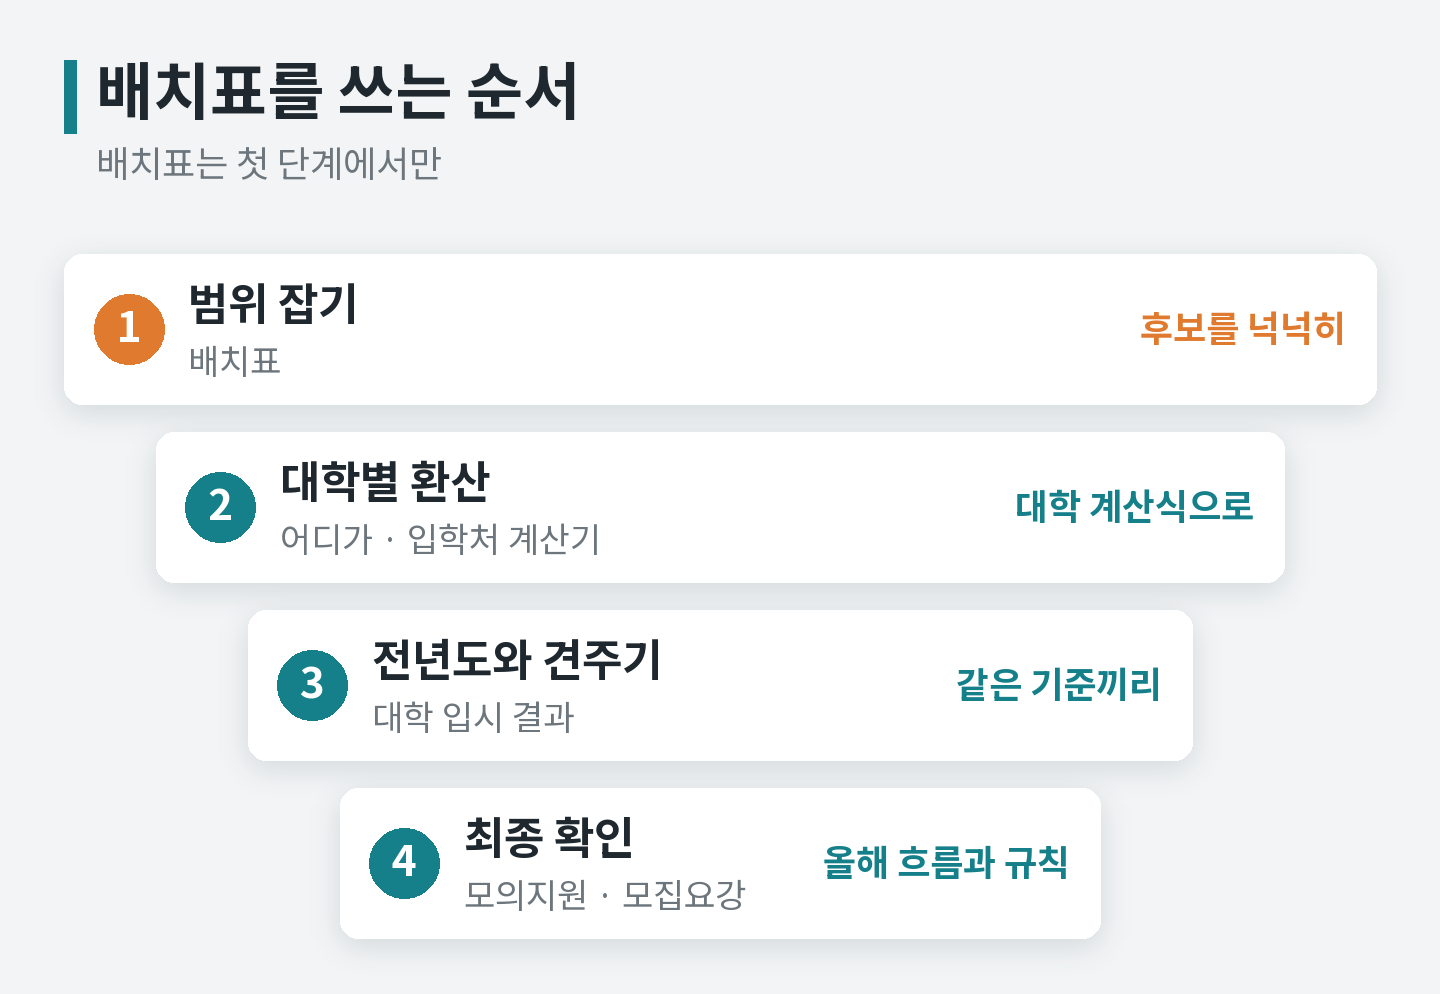 배치표를 쓰는 순서
배치표는 첫 단계에서만
1
범위 잡기
배치표
후보를 넉넉히
2
대학별 환산
어디가 · 입학처 계산기
대학 계산식으로
3
전년도와 견주기
대학 입시 결과
같은 기준끼리
4
최종 확인
모의지원 · 모집요강
올해 흐름과 규칙